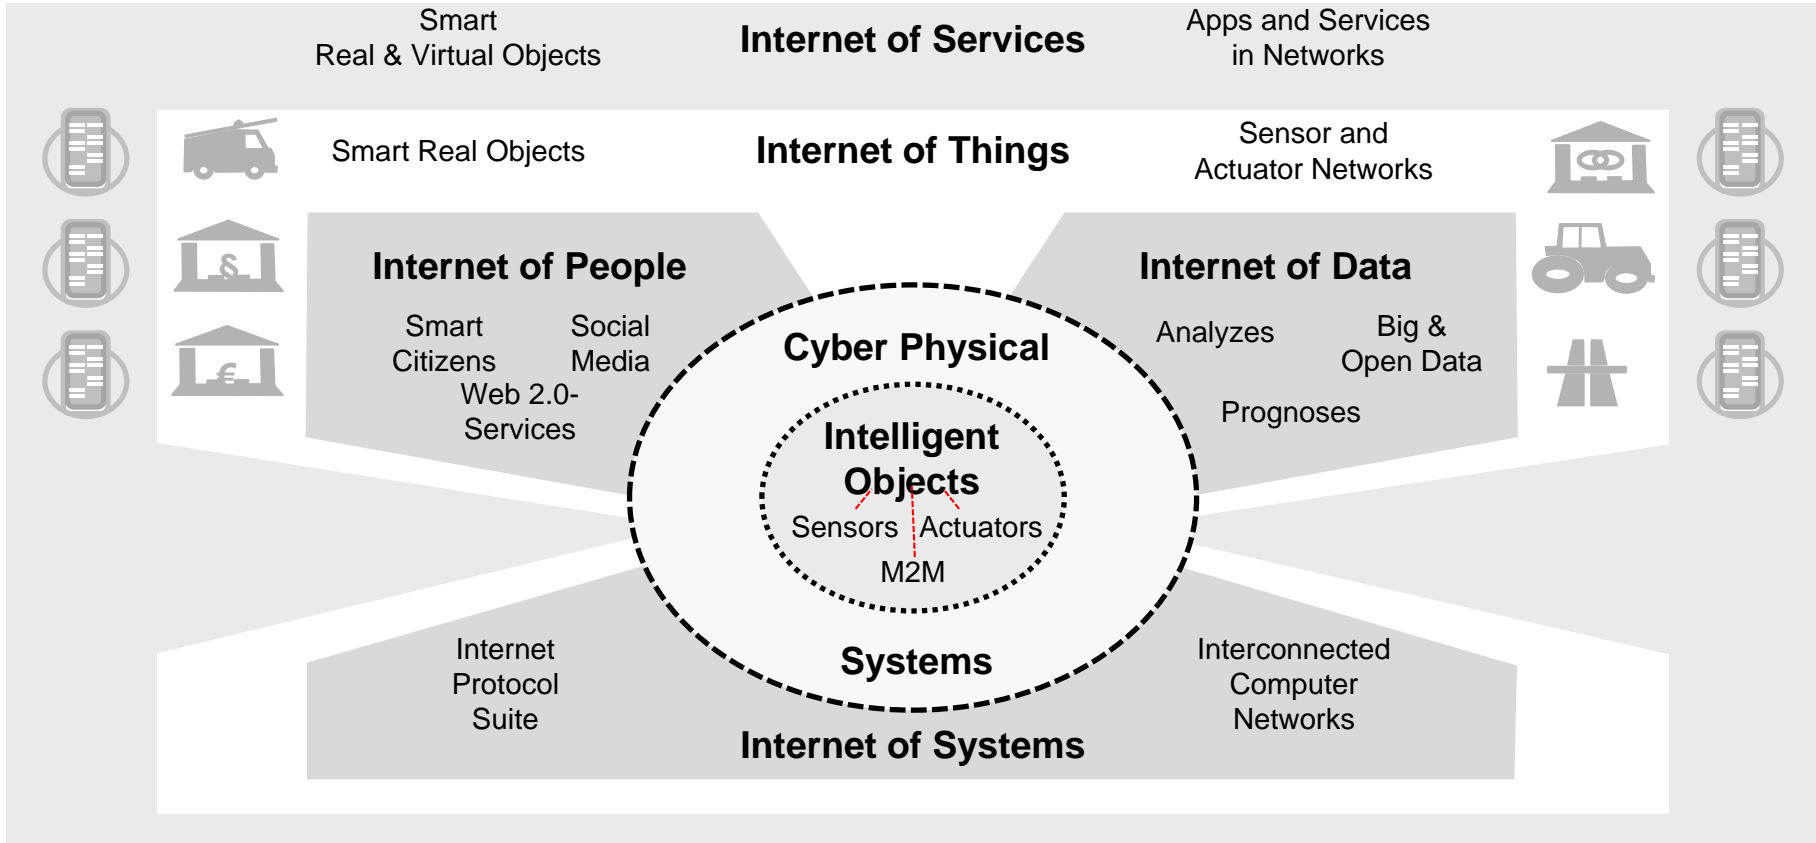 Smart
Real & Virtual Objects
Internet of Services
Apps and Services
in Networks
Smart Real Objects
Internet of Things
Sensor and
Actuator Networks
Internet of People
Smart
Citizens
Social
Media
Web 2.0-
Services
Internet of Data
Analyzes
Big &
Open Data
Prognoses
§
€
Cyber Physical
Intelligent
Objects
Sensors
Actuators
M2M
Systems
Internet
Protocol
Suite
Interconnected
Computer
Networks
Internet of Systems